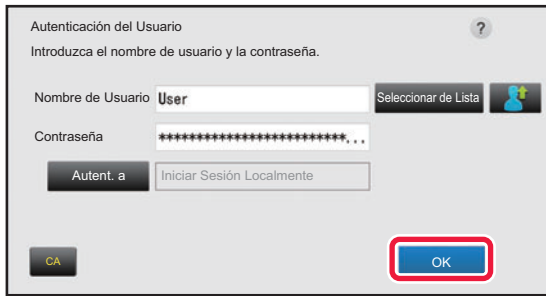 Autenticación del Usuario
?
Introduzca el nombre de usuario y la contraseña.
Nombre de Usuario User Seleccionar de Lista
Contraseña **************************...
Autent. a Iniciar Sesión Localmente
CA OK